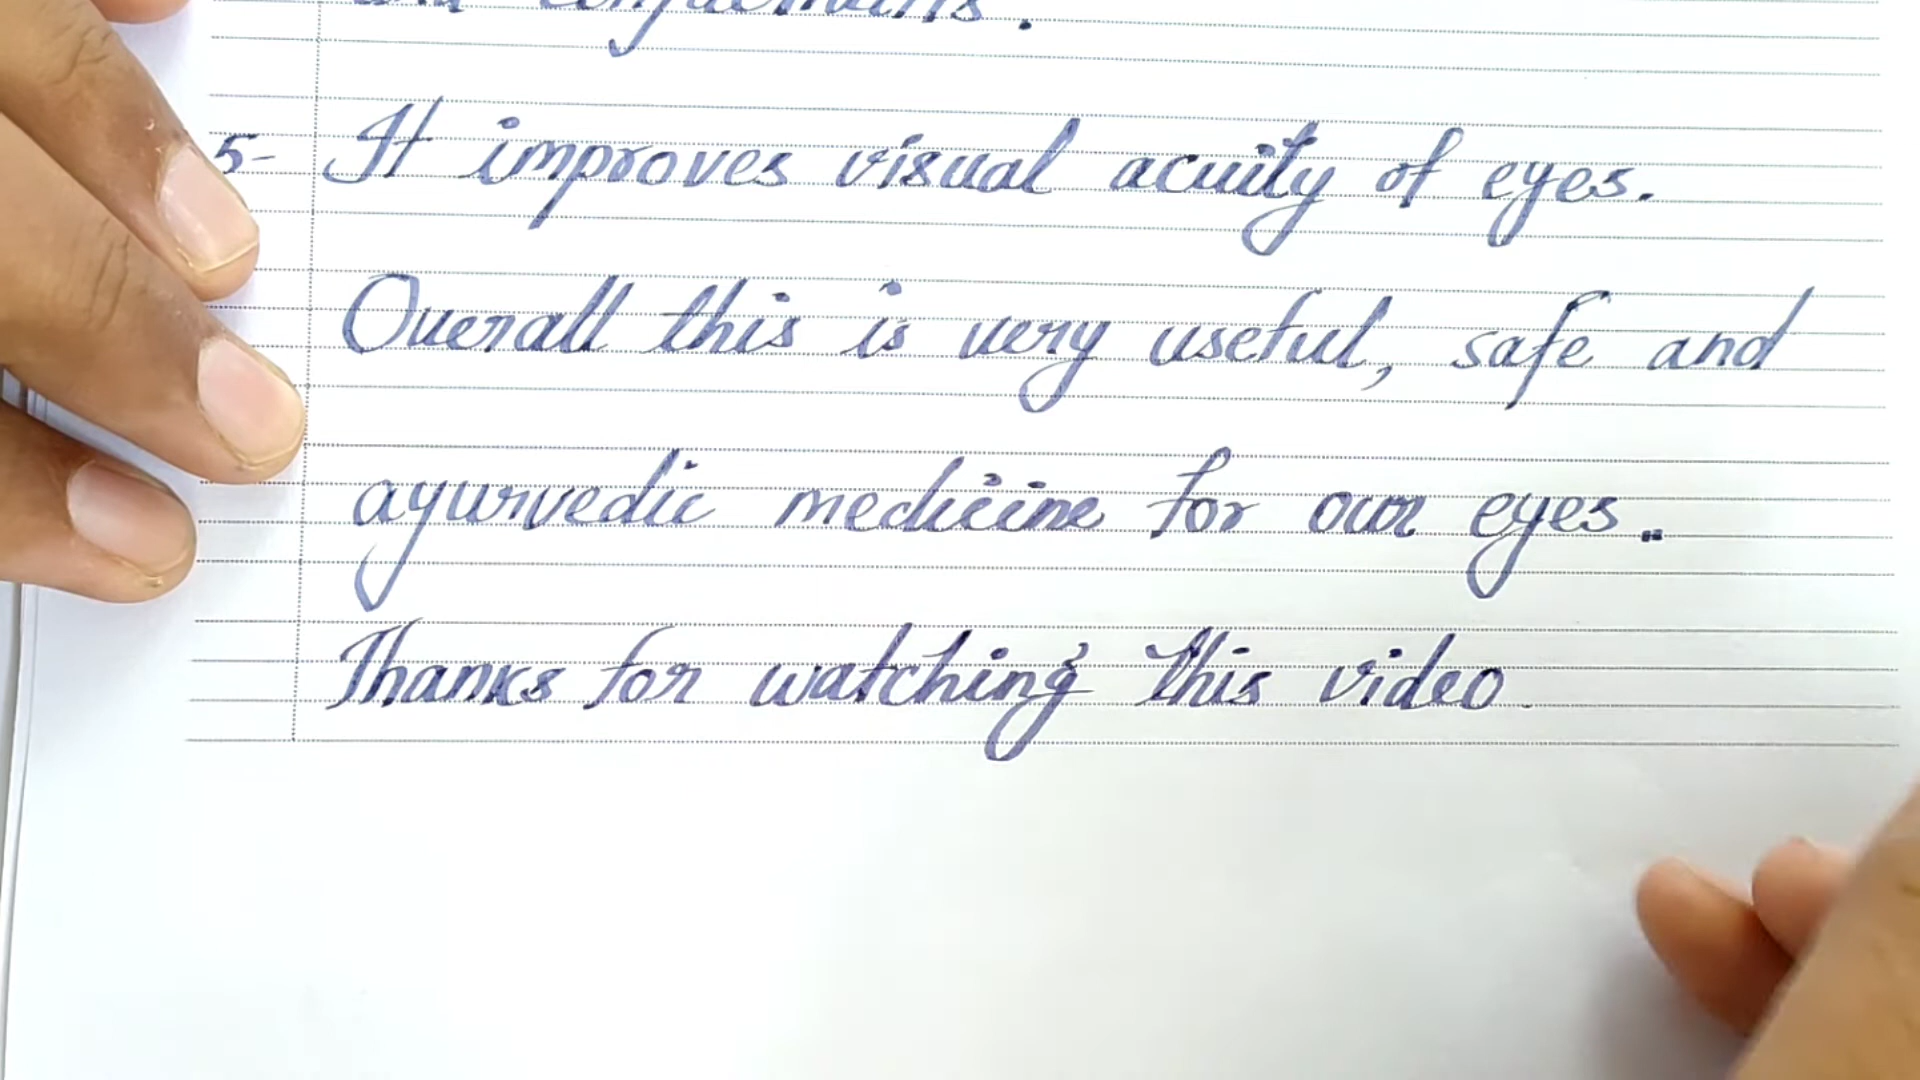 5- It improves visual acuity of eyes.
Overall this is very useful, safe and
ayurvedic medicine for our eyes..
Thanks for watching this video.